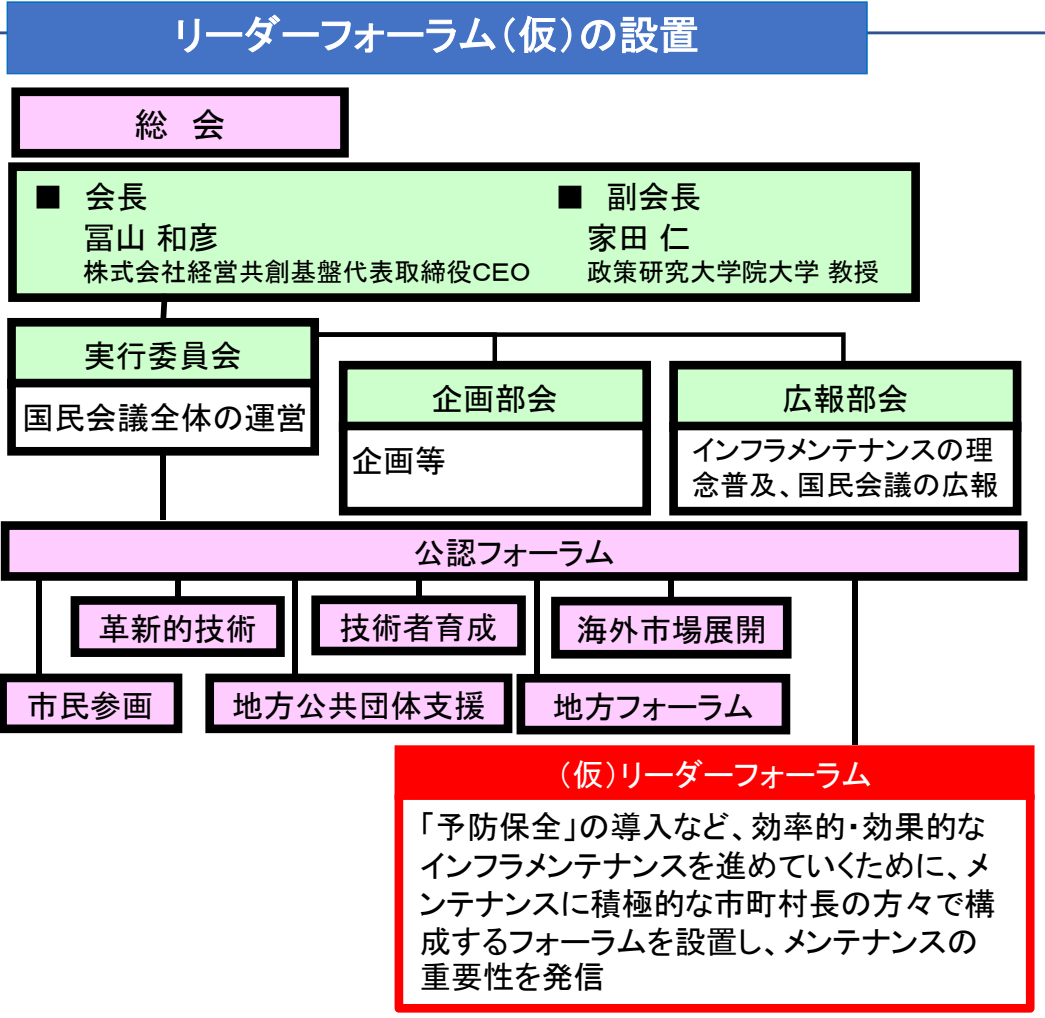 リーダーフォーラム（仮）の設置
総 会
■ 会長
冨山 和彦
株式会社経営共創基盤代表取締役CEO
■ 副会長
家田 仁
政策研究大学院大学 教授
実行委員会
国民会議全体の運営
企画部会
企画等
広報部会
インフラメンテナンスの理
念普及、国民会議の広報
公認フォーラム
革新的技術
技術者育成
海外市場展開
市民参画
地方公共団体支援
地方フォーラム
（仮）リーダーフォーラム
「予防保全」の導入など、効率的・効果的な
インフラメンテナンスを進めていくために、メ
ンテナンスに積極的な市町村長の方々で構
成するフォーラムを設置し、メンテナンスの
重要性を発信